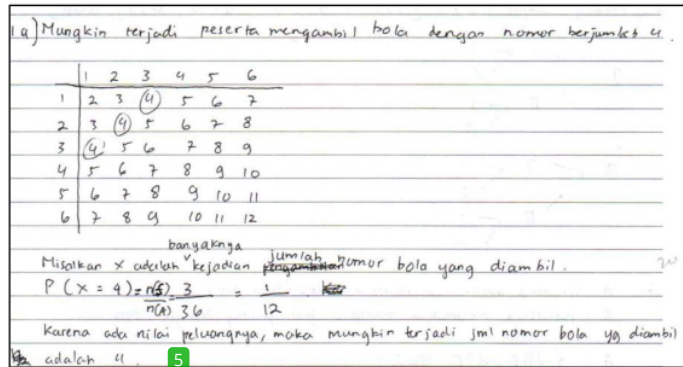 1a) Mungkin terjadi peserta mengambil bola dengan nomor berjumlah 4.
1 2 3 4 5 6
1 2 3 4 5 6 7
2 3 4 5 6 7 8
3 4 5 6 7 8 9
4 5 6 7 8 9 10
5 6 7 8 9 10 11
6 7 8 9 10 11 12
Misalkan x adalah banyaknya kejadian jumlah nomor bola yang diambil.
P (x = 4) = n(S)/n(A) = 3/36 = 1/12
Karena ada nilai peluangnya, maka mungkin terjadi jml nomor bola yg diambil
adalah 4
5